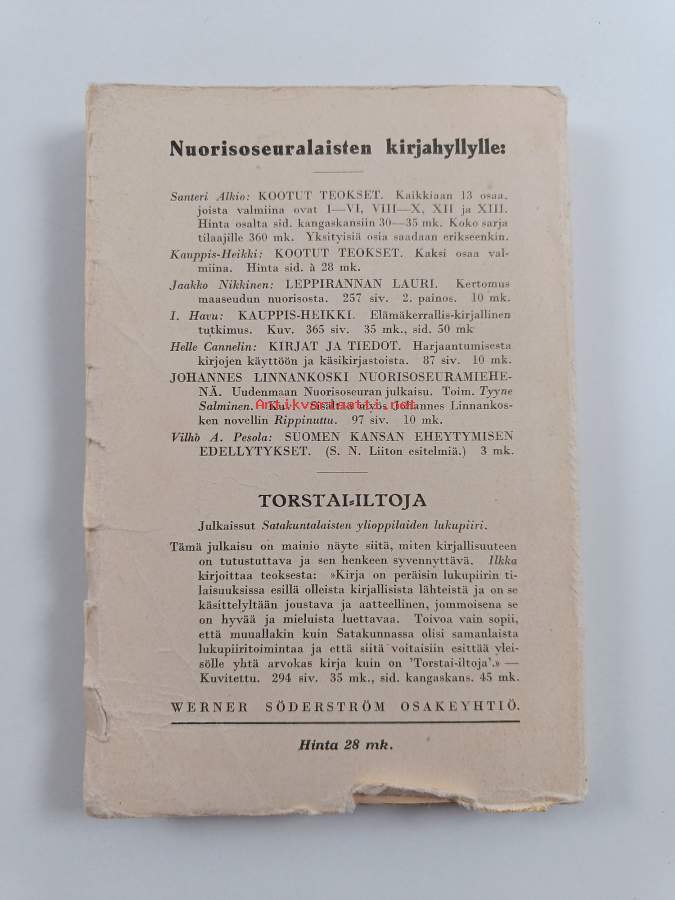 Nuorisoseuralaisten kirjahyllylle:
Santeri Alkio: KOOTUT TEOKSET. Kaikkiaan 13 osaa,
joista valmiina ovat I—VI, VIII—X, XII ja XIII.
Hinta osalta sid. kangaskansiin 30—35 mk. Koko sarja
tilaajille 360 mk. Yksityisiä osia saadaan erikseenkin.
Kauppis-Heikki: KOOTUT TEOKSET. Kaksi osaa val-
miina. Hinta sid. à 28 mk.
Jaakko Nikkinen: LEPPIRANNAN LAURI. Kertomus
maaseudun nuorisosta. 257 siv. 2. painos. 10 mk.
I. Havu: KAUPPIS-HEIKKI. Elämäkerrallis-kirjallinen
tutkimus. Kuv. 365 siv. 35 mk., sid. 50 mk
Helle Cannelin: KIRJAT JA TIEDOT. Harjaantumisesta
kirjojen käyttöön ja käsikirjastoista. 87 siv. 10 mk.
JOHANNES LINNANKOSKI NUORISOSEURAMIEHE-
NÄ. Uudenmaan Nuorisoseuran julkaisu. Toim. Tyyne
Salminen. Kuv. Sisältää myös Johannes Linnankos-
ken novellin Rippinuttu. 97 siv. 10 mk.
Vilhb A. Pesola: SUOMEN KANSAN EHEYTYMISEN
EDELLYTYKSET. (S. N. Liiton esitelmiä.) 3 mk.
TORSTAI-ILTOJA
Julkaissut Satakuntalaisten ylioppilaiden lukupiiri.
Tämä julkaisu on mainio näyte siitä, miten kirjallisuuteen
on tutustuttava ja sen henkeen syvennyttävä. Ilkka
kirjoittaa teoksesta: »Kirja on peräisin lukupiirin ti-
laisuuksissa esillä olleista kirjallisista lähteistä ja on se
käsittelyltään joustava ja aatteellinen, jommoisena se
on hyvää ja mieluista luettavaa. Toivoa vain sopii,
että muuallakin kuin Satakunnassa olisi samanlaista
lukupiiritoimintaa ja että siitä voitaisiin esittää ylei-
sölle yhtä arvokas kirja kuin on 'Torstai-iltoja'.» —
Kuvitettu. 294 siv. 35 mk., sid. kangaskans. 45 mk.
WERNER SÖDERSTRÖM OSAKEYHTIÖ.
Hinta 28 mk.